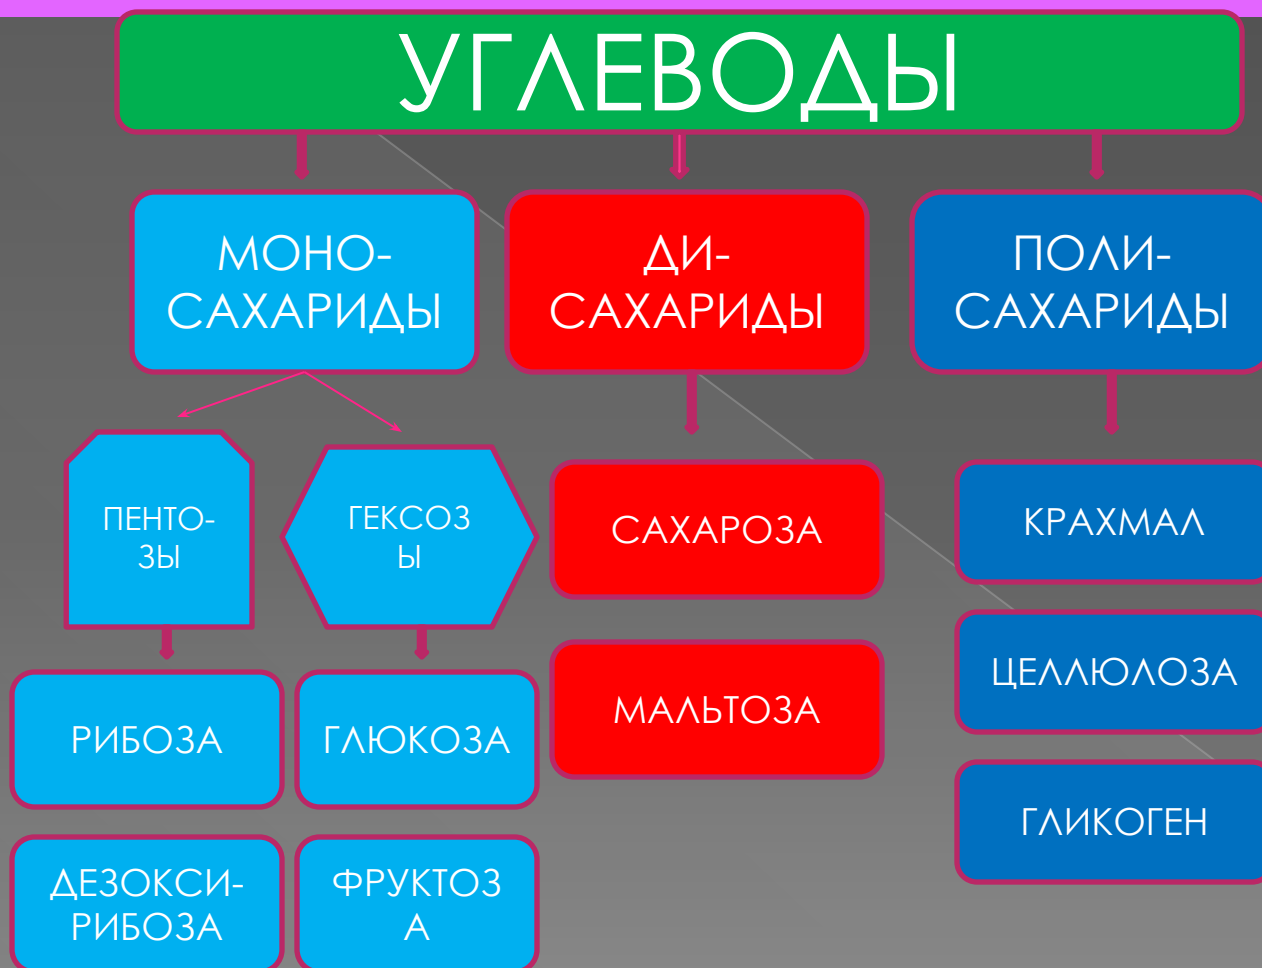 УГЛЕВОДЫ
МОНО-
САХАРИДЫ
ДИ-
САХАРИДЫ
ПОЛИ-
САХАРИДЫ
ПЕНТО-
ЗЫ
ГЕКСОЗ
Ы
САХАРОЗА
КРАХМАЛ
ЦЕЛЛЮЛОЗА
МАЛЬТОЗА
РИБОЗА
ГЛЮКОЗА
ГЛИКОГЕН
ДЕЗОКСИ-
РИБОЗА
ФРУКТОЗ
А